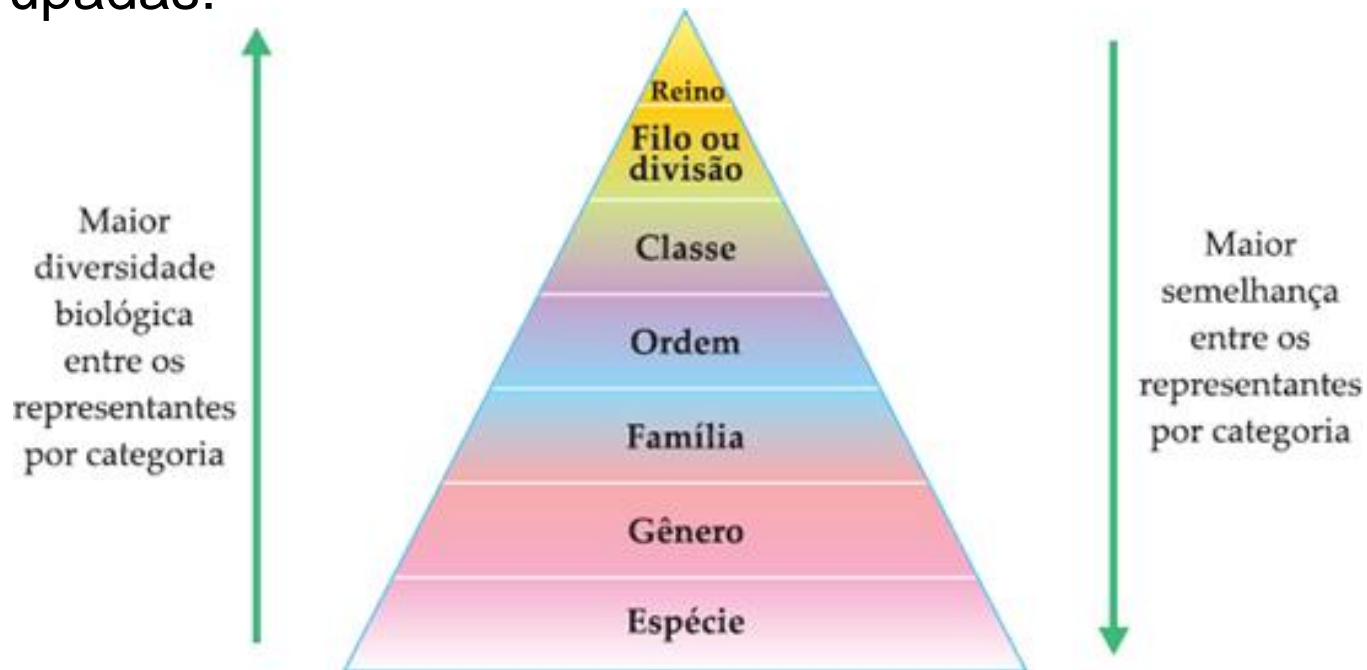 upadas.
Reino
Filo ou
divisão
Classe
Ordem
Família
Gênero
Espécie
Maior
diversidade
biológica
entre os
representantes
por categoria
Maior
semelhança
entre os
representantes
por categoria